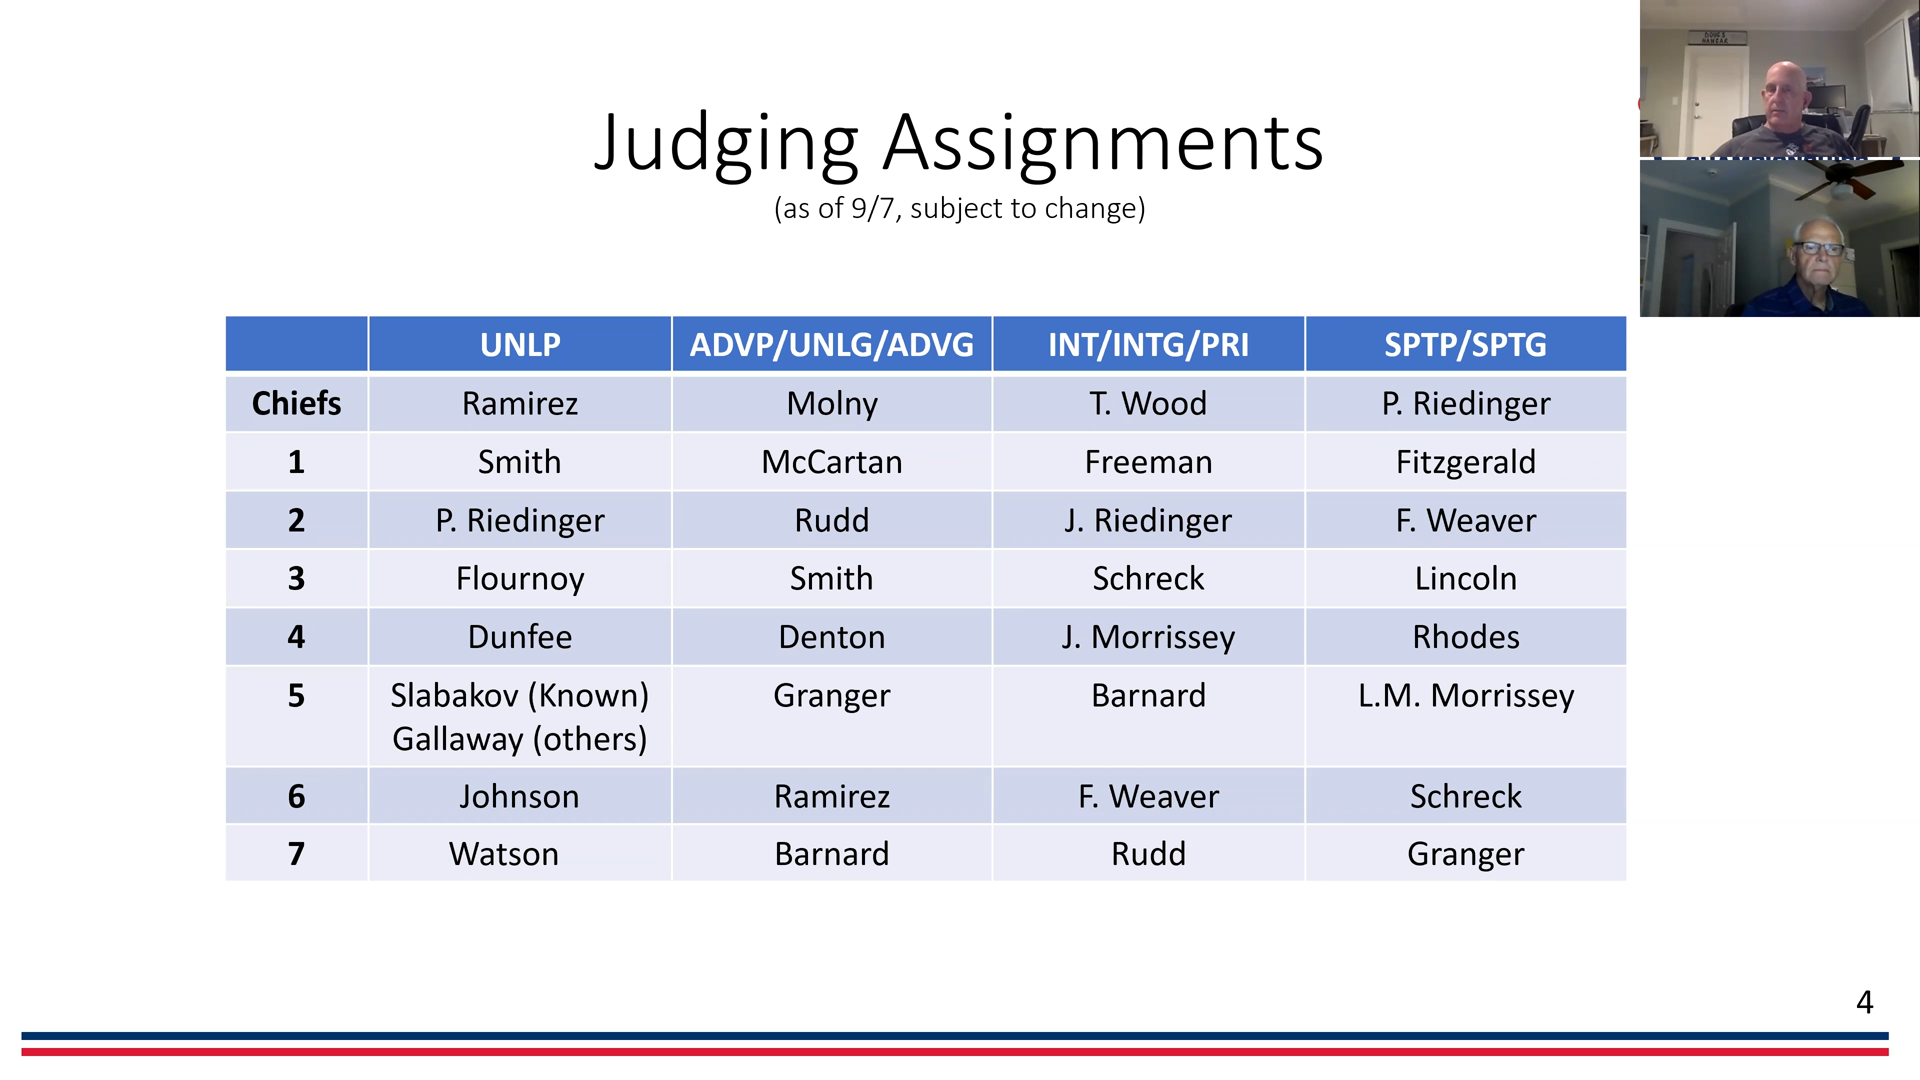 Judging Assignments
(as of 9/7, subject to change)
UNLP ADVP/UNLG/ADVG INT/INTG/PRI SPTP/SPTG
Chiefs Ramirez Molny T. Wood P. Riedinger
1 Smith McCartan Freeman Fitzgerald
2 P. Riedinger Rudd J. Riedinger F. Weaver
3 Flournoy Smith Schreck Lincoln
4 Dunfee Denton J. Morrissey Rhodes
5 Slabakov (Known) Granger Barnard L.M. Morrissey
Gallaway (others)
6 Johnson Ramirez F. Weaver Schreck
7 Watson Barnard Rudd Granger
4